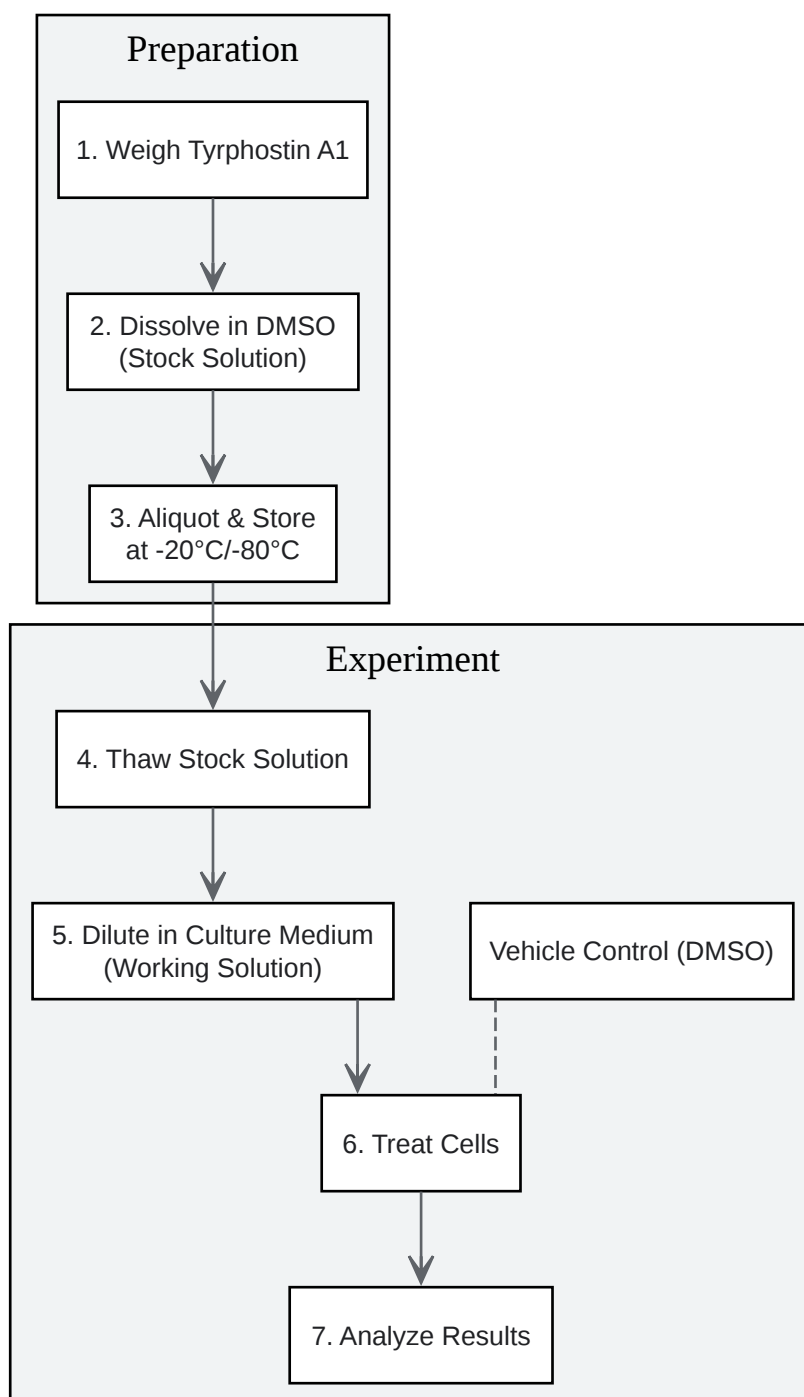 Preparation
1. Weigh Tyrphostin A1
2. Dissolve in DMSO
(Stock Solution)
3. Aliquot & Store
at -20°C/-80°C
Experiment
4. Thaw Stock Solution
5. Dilute in Culture Medium
(Working Solution)
Vehicle Control (DMSO)
6. Treat Cells
7. Analyze Results